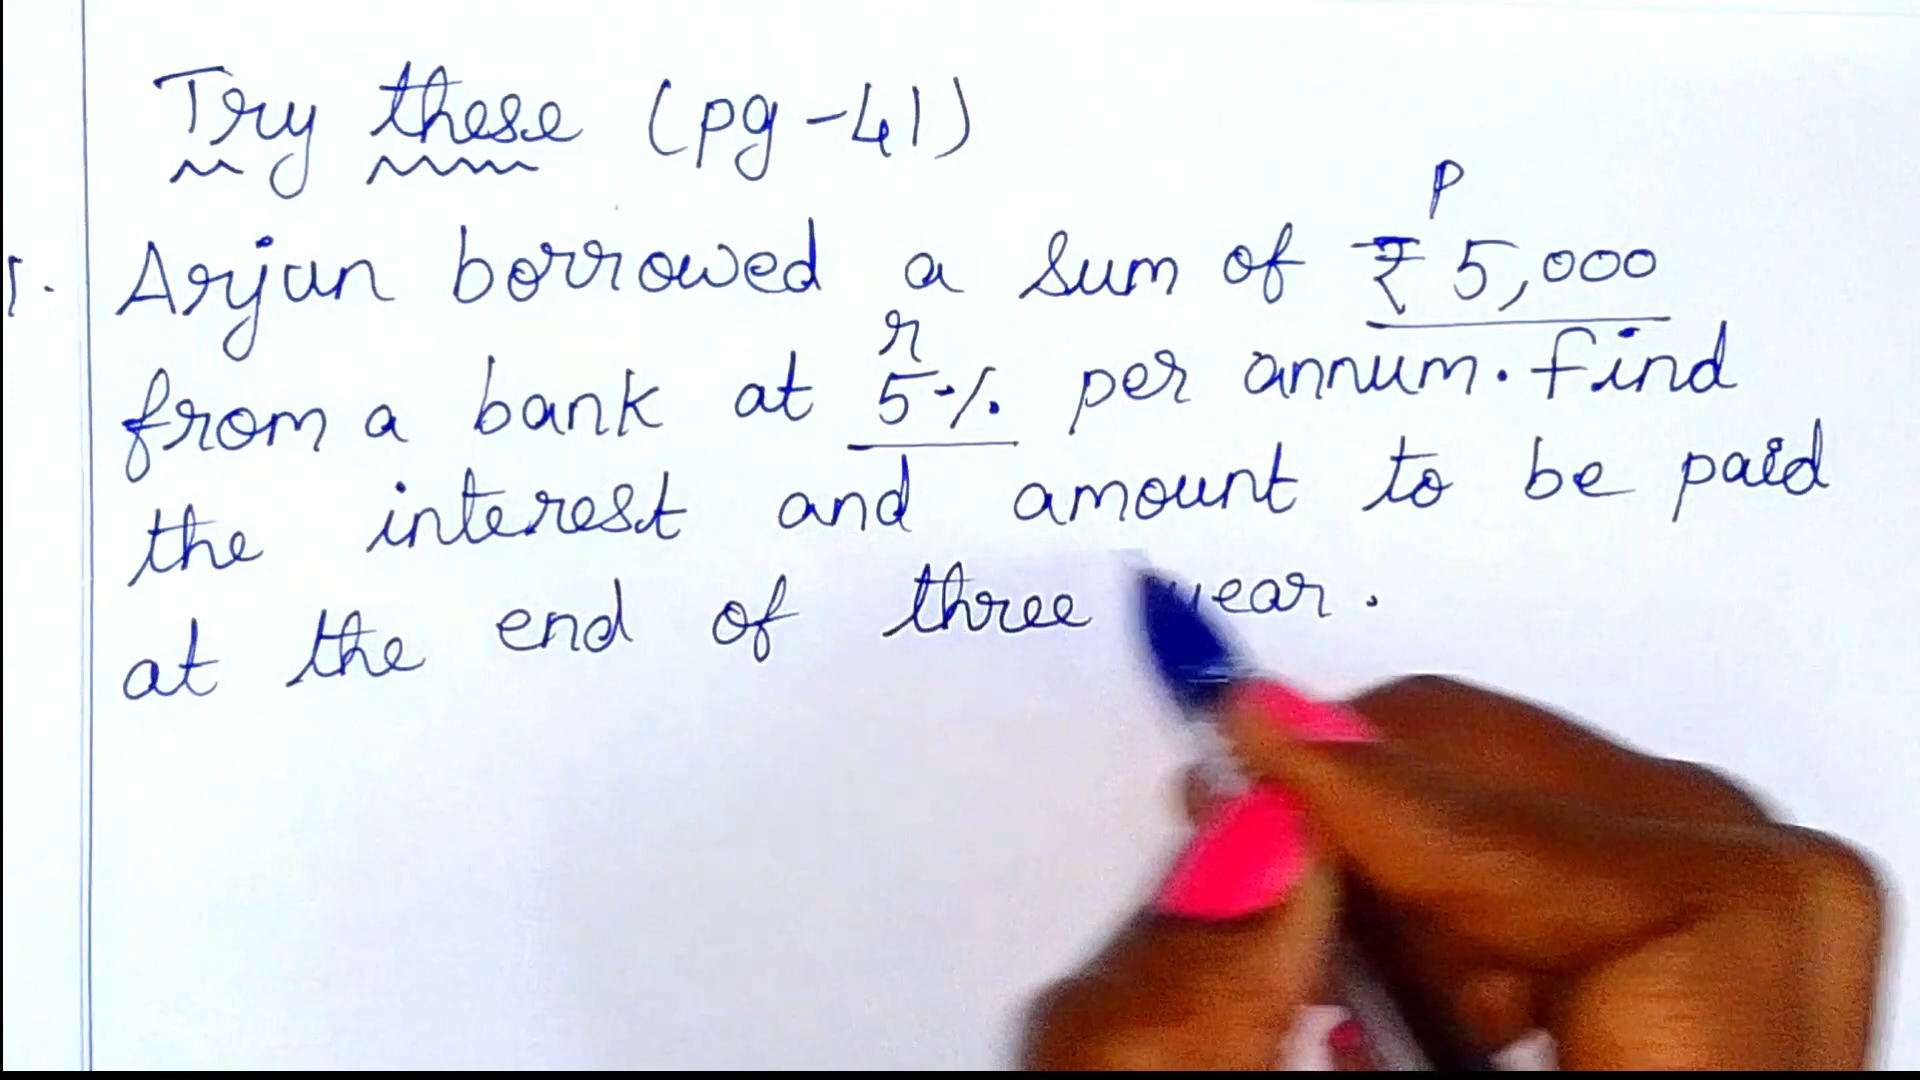 Try these (pg-41)
P
1. Arjun borrowed a sum of ₹ 5,000
r
from a bank at 5% per annum. Find
the interest and amount to be paid
at the end of three year.